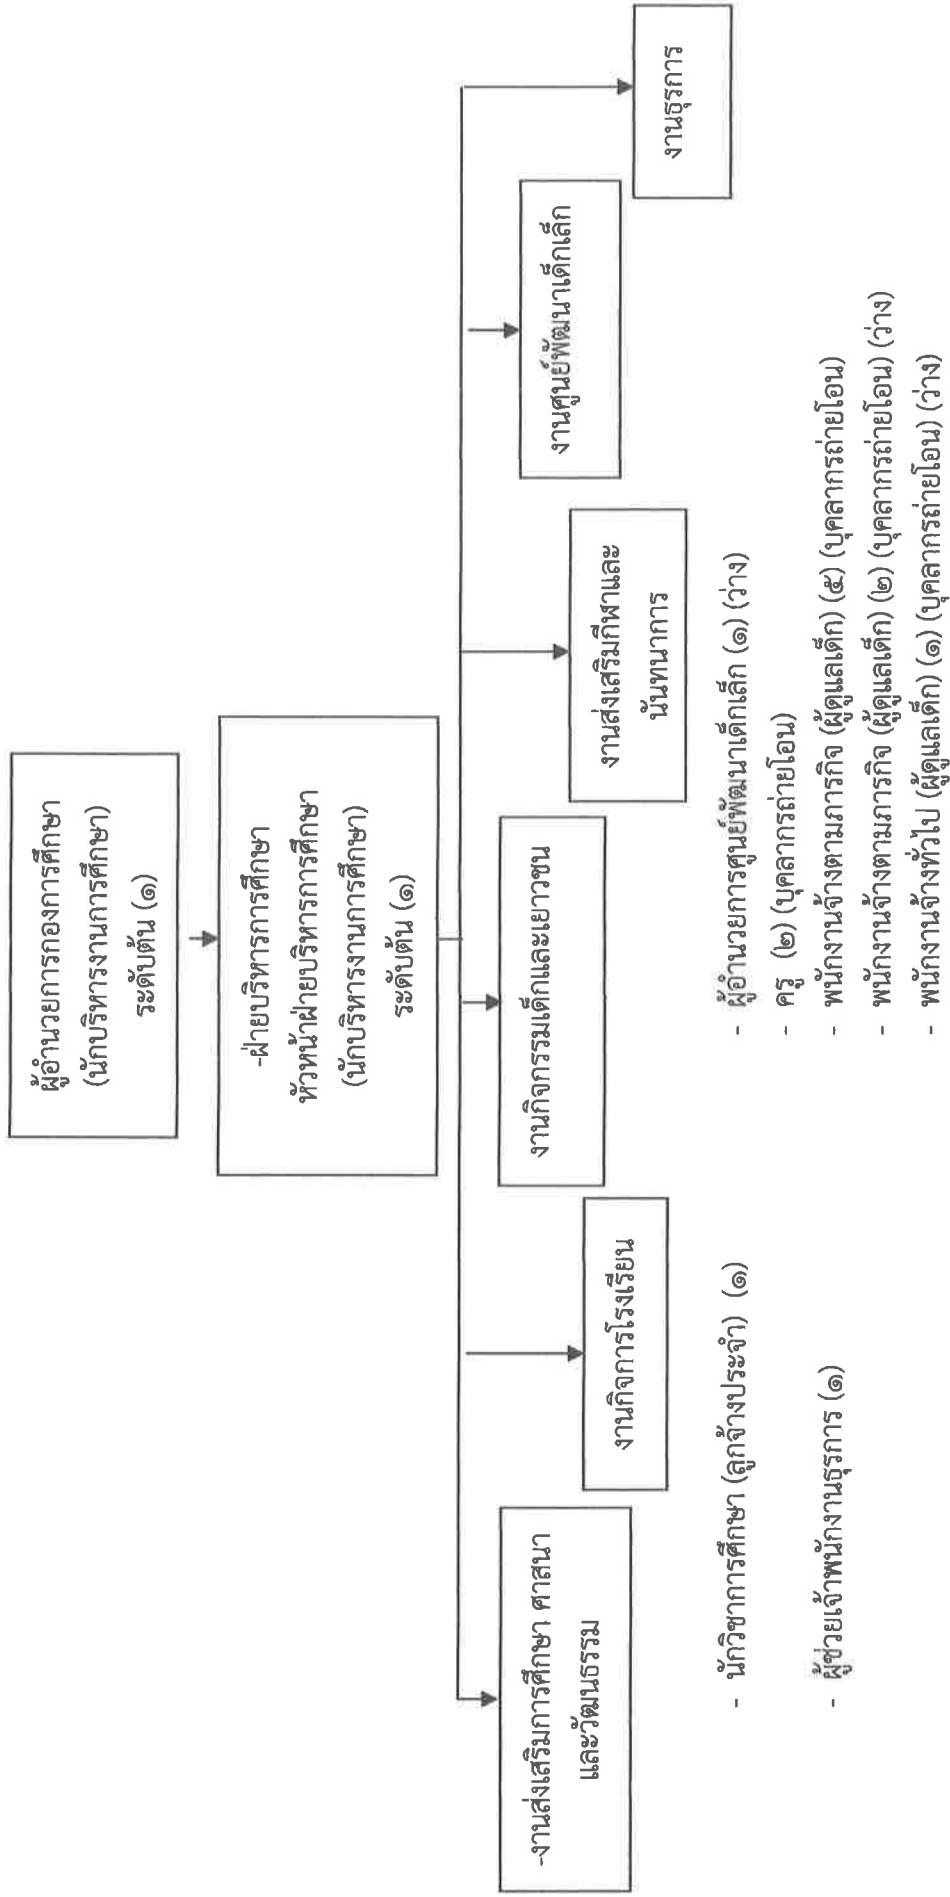 ผู้อำนวยการกองการศึกษา
(นักบริหารงานการศึกษา)
ระดับต้น (๑)
-ฝ่ายบริหารการศึกษา
หัวหน้าฝ่ายบริหารการศึกษา
(นักบริหารงานการศึกษา)
ระดับต้น (๑)
-งานส่งเสริมการศึกษา ศาสนา
และวัฒนธรรม
งานกิจการโรงเรียน
งานกิจกรรมเด็กและเยาวชน
งานส่งเสริมกีฬาและ
นันทนาการ
งานศูนย์พัฒนาเด็กเล็ก
งานธุรการ
- นักวิชาการศึกษา (ลูกจ้างประจำ) (๑)
- ผู้ช่วยเจ้าพนักงานธุรการ (๑)
- ผู้อำนวยการศูนย์พัฒนาเด็กเล็ก (๑) (ว่าง)
- ครู (๒) (บุคลากรถ่ายโอน)
- พนักงานจ้างตามภารกิจ (ผู้ดูแลเด็ก) (๕) (บุคลากรถ่ายโอน)
- พนักงานจ้างตามภารกิจ (ผู้ดูแลเด็ก) (๒) (บุคลากรถ่ายโอน) (ว่าง)
- พนักงานจ้างทั่วไป (ผู้ดูแลเด็ก) (๑) (บุคลากรถ่ายโอน) (ว่าง)